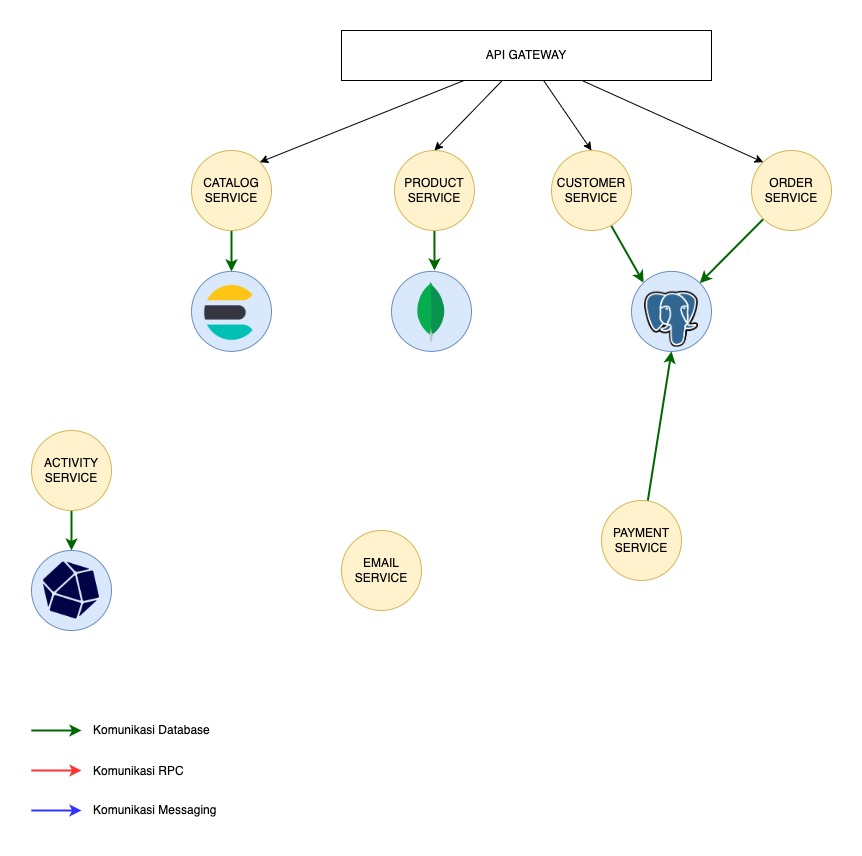 API GATEWAY
CATALOG
SERVICE
PRODUCT
SERVICE
CUSTOMER
SERVICE
ORDER
SERVICE
ACTIVITY
SERVICE
EMAIL
SERVICE
PAYMENT
SERVICE
Komunikasi Database
Komunikasi RPC
Komunikasi Messaging